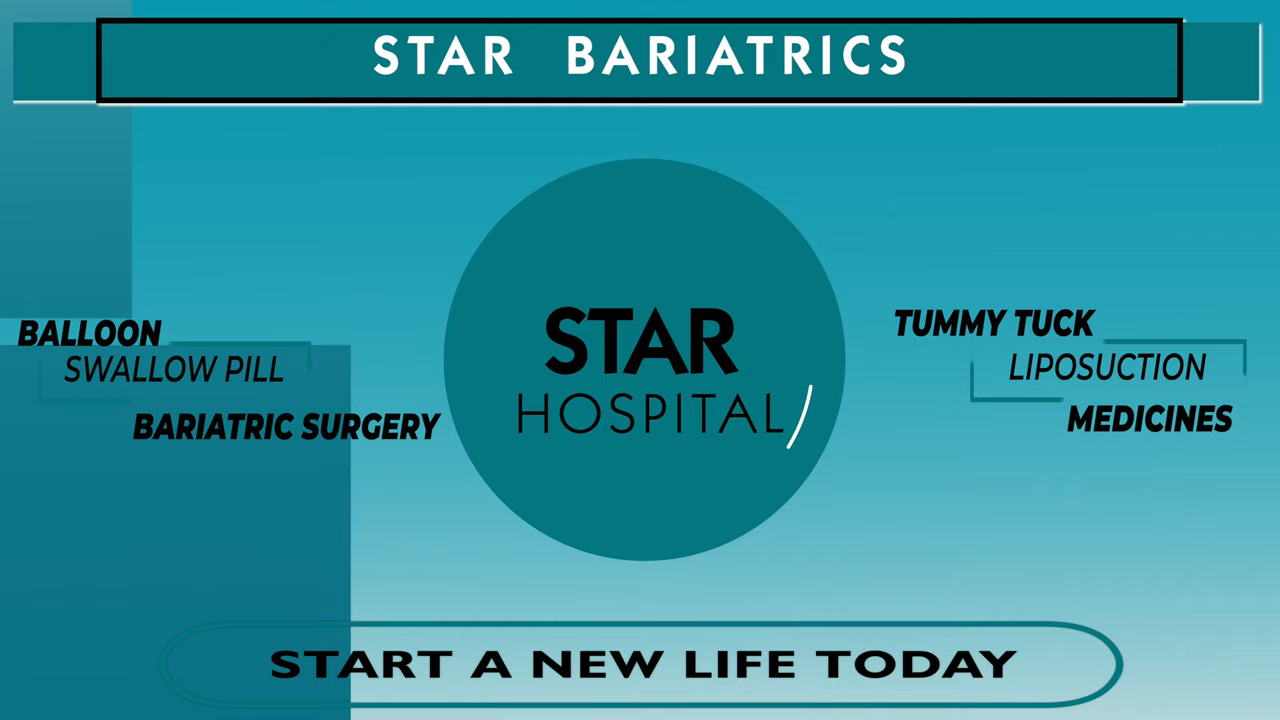 STAR BARIATRICS
BALLOON
SWALLOW PILL
BARIATRIC SURGERY
STAR
HOSPITAL
TUMMY TUCK
LIPOSUCTION
MEDICINES
START A NEW LIFE TODAY